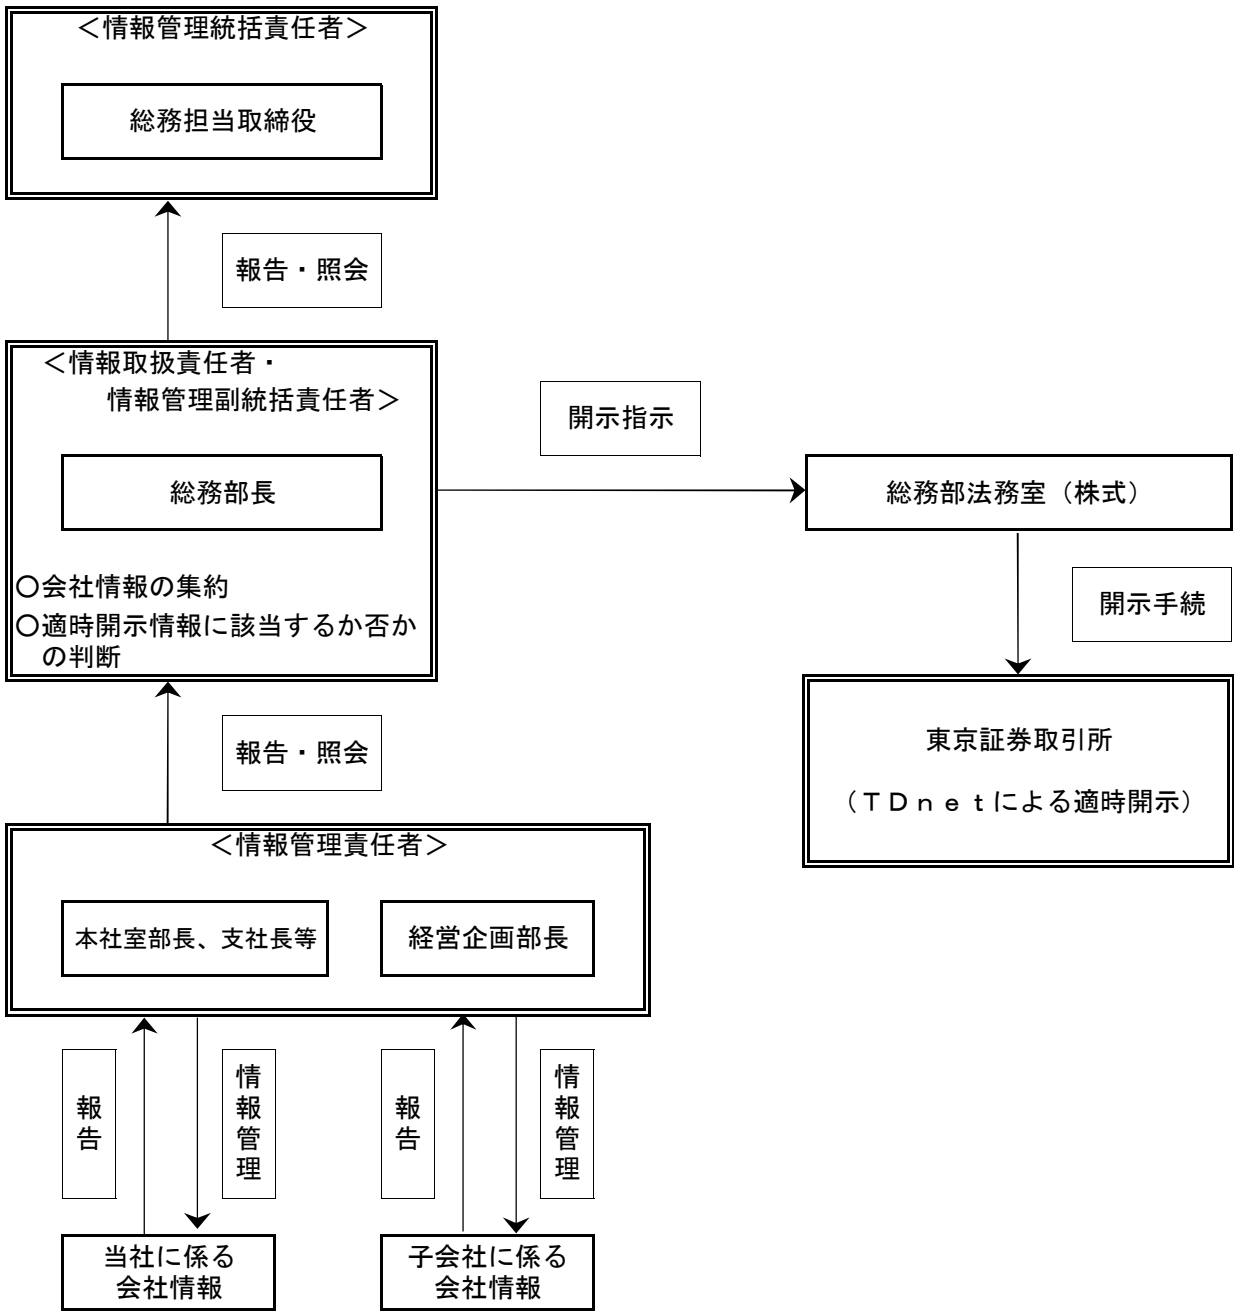 ＜情報管理統括責任者＞
総務担当取締役
報告・照会
＜情報取扱責任者・
情報管理副統括責任者＞
総務部長
○会社情報の集約
○適時開示情報に該当するか否か
の判断
開示指示
総務部法務室（株式）
開示手続
東京証券取引所
（ＴＤｎｅｔによる適時開示）
報告・照会
＜情報管理責任者＞
本社室部長、支社長等
経営企画部長
報告
情報管理
報告
情報管理
当社に係る
会社情報
子会社に係る
会社情報